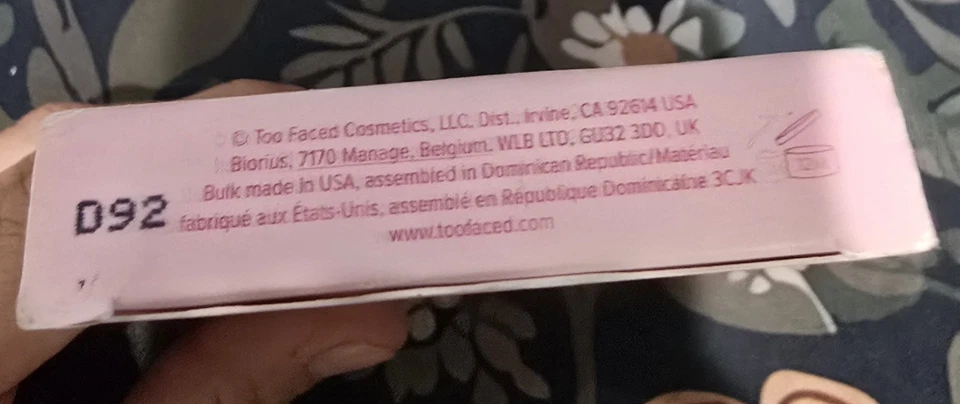 © Too Faced Cosmetics, LLC, Dist., Irvine, CA 92614 USA
Biorius, 7170 Manage, Belgium. WLB LTD, GU32 3DD, UK
Bulk made in USA, assembled in Dominican Republic/Matériau
fabriqué aux États-Unis, assemblé en République Dominicaine 3CJK
www.toofaced.com
D92
12M